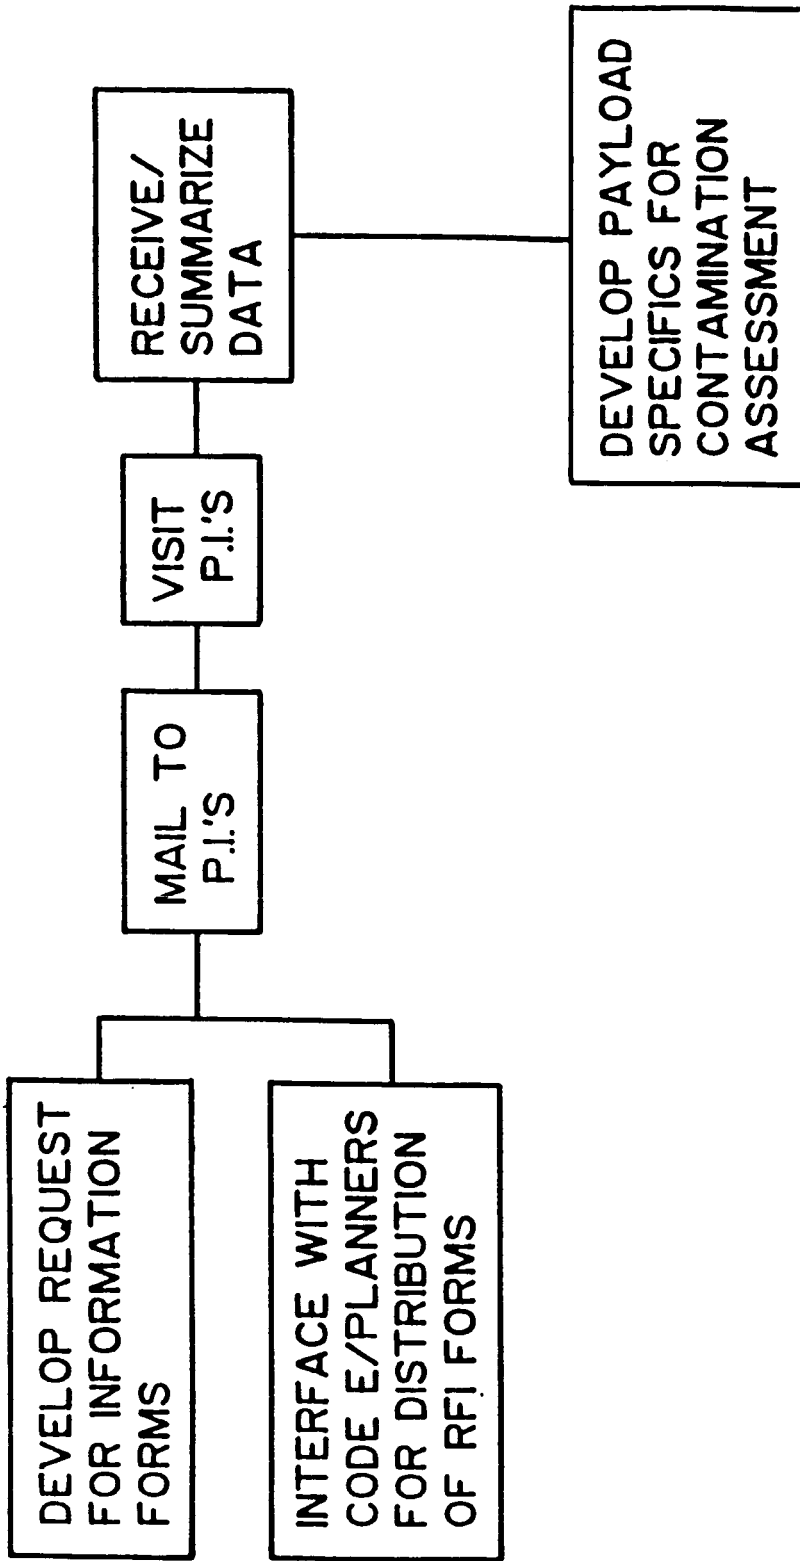 DEVELOP REQUEST
FOR INFORMATION
FORMS
INTERFACE WITH
CODE E/PLANNERS
FOR DISTRIBUTION
OF RFI FORMS
MAIL TO
P.I.'S
VISIT
P.I.'S
RECEIVE/
SUMMARIZE
DATA
DEVELOP PAYLOAD
SPECIFICS FOR
CONTAMINATION
ASSESSMENT